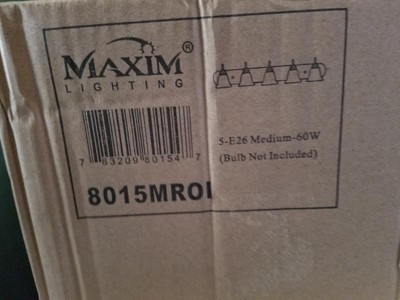 MAXIM®
LIGHTING
5-E26 Medium-60W
(Bulb Not Included)
7 83209 80154 7
8015MROI